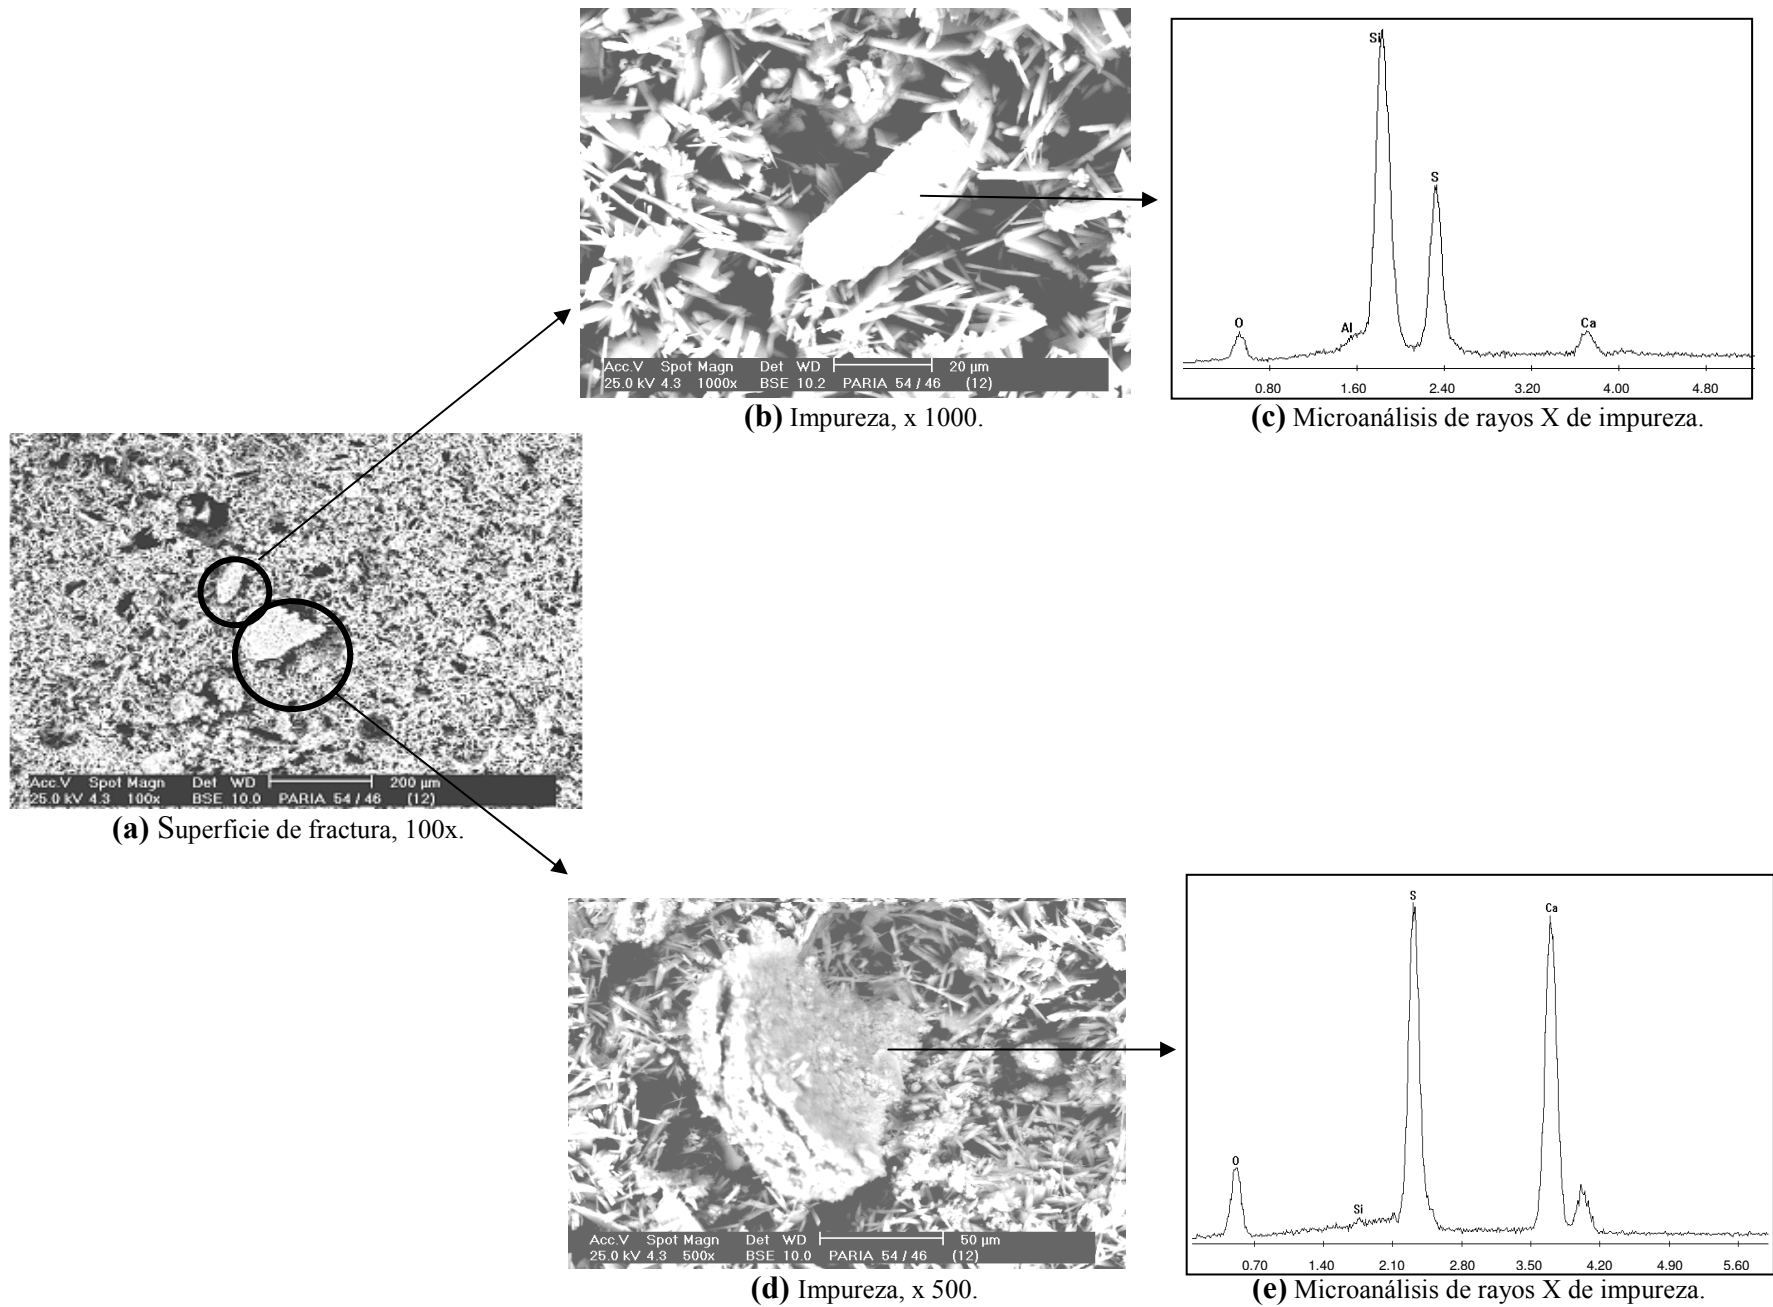 Acc.V Spot Magn Det WD 20 µm
25.0 kV 4.3 1000x BSE 10.2 PARIA 54 / 46 (12)
(b) Impureza, x 1000.
Si
S
O
Al
Ca
0.80 1.60 2.40 3.20 4.00 4.80
(c) Microanálisis de rayos X de impureza.
Acc.V Spot Magn Det WD 200 µm
25.0 kV 4.3 100x BSE 10.0 PARIA 54 / 46 (12)
(a) Superficie de fractura, 100x.
Acc.V Spot Magn Det WD 50 µm
25.0 kV 4.3 500x BSE 10.0 PARIA 54 / 46 (12)
(d) Impureza, x 500.
S
Ca
O
Si
0.70 1.40 2.10 2.80 3.50 4.20 4.90 5.60
(e) Microanálisis de rayos X de impureza.